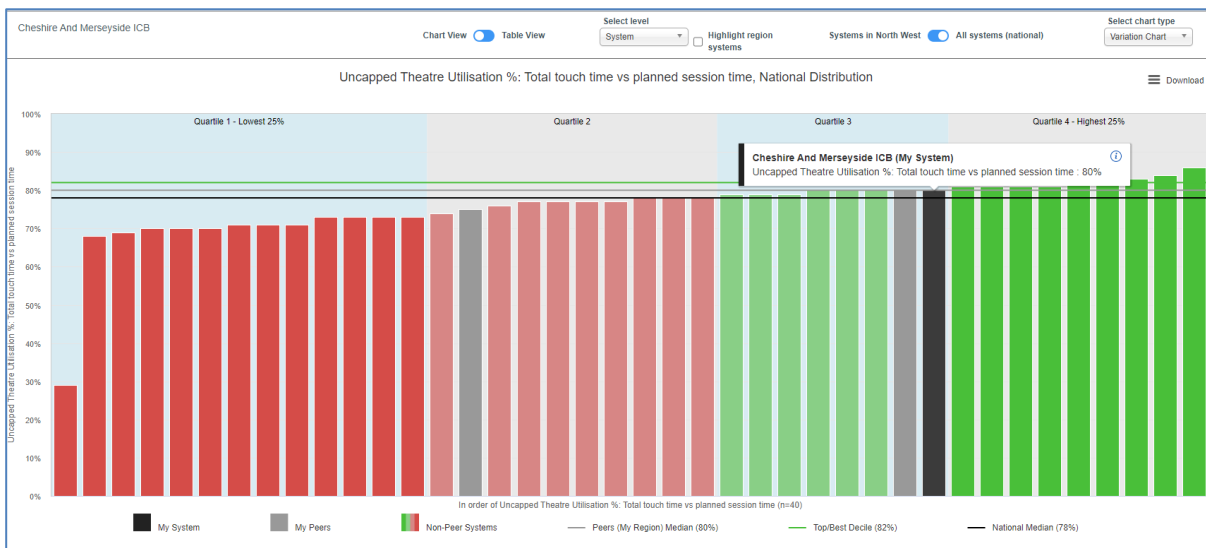 Cheshire And Merseyside ICB
Chart View
Table View
Select level
System
Highlight region
systems
Systems in North West
All systems (national)
Select chart type
Variation Chart
Uncapped Theatre Utilisation %: Total touch time vs planned session time, National Distribution
Download
Uncapped Theatre Utilisation %: Total touch time vs planned session time
100%
90%
80%
70%
60%
50%
40%
30%
20%
10%
0%
Quartile 1 - Lowest 25%
Quartile 2
Quartile 3
Quartile 4 - Highest 25%
Cheshire And Merseyside ICB (My System)
Uncapped Theatre Utilisation %: Total touch time vs planned session time : 80%
In order of Uncapped Theatre Utilisation %: Total touch time vs planned session time (n=40)
My System
My Peers
Non-Peer Systems
Peers (My Region) Median (80%)
Top/Best Decile (82%)
National Median (78%)